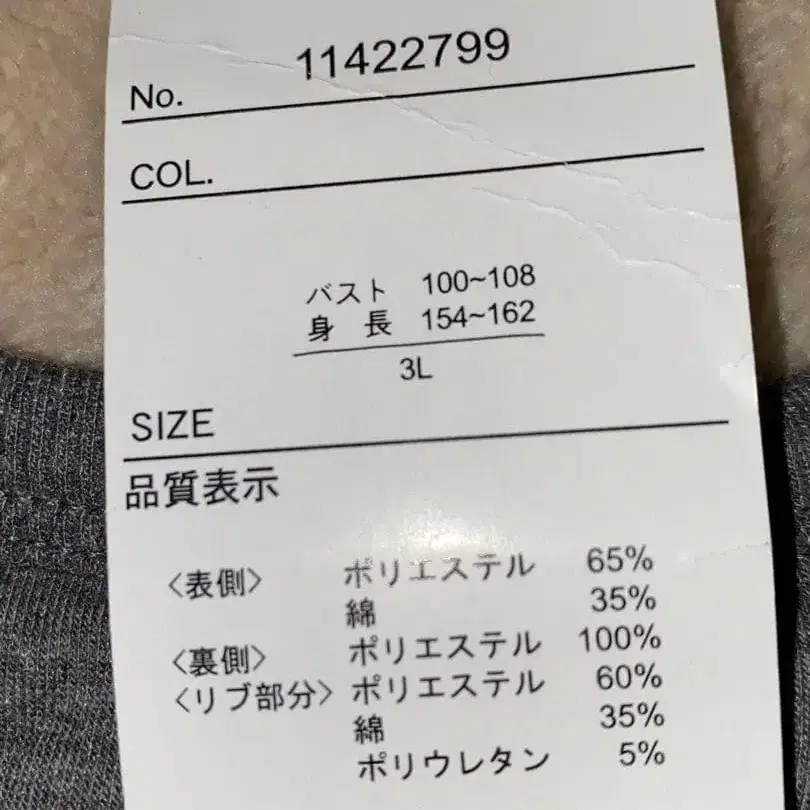 No. 11422799
COL.
バスト 100~108
身 長 154~162
3L
SIZE
品質表示
〈表側〉 ポリエステル 65%
綿 35%
〈裏側〉 ポリエステル 100%
〈リブ部分〉 ポリエステル 60%
綿 35%
ポリウレタン 5%